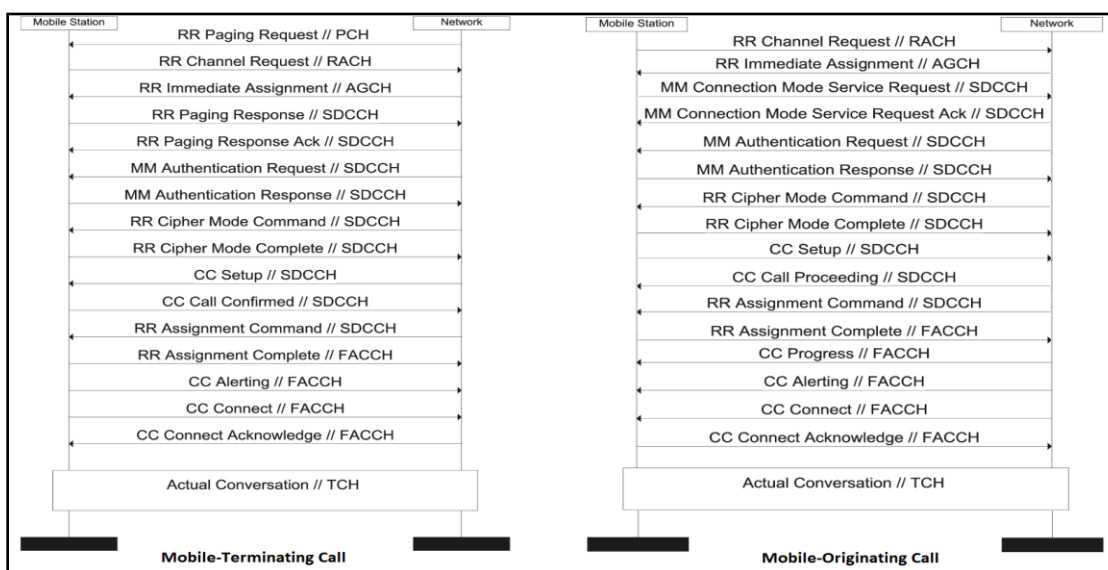 Mobile Station
Network
RR Paging Request // PCH
RR Channel Request // RACH
RR Immediate Assignment // AGCH
RR Paging Response // SDCCH
RR Paging Response Ack // SDCCH
MM Authentication Request // SDCCH
MM Authentication Response // SDCCH
RR Cipher Mode Command // SDCCH
RR Cipher Mode Complete // SDCCH
CC Setup // SDCCH
CC Call Confirmed // SDCCH
RR Assignment Command // SDCCH
RR Assignment Complete // FACCH
CC Alerting // FACCH
CC Connect // FACCH
CC Connect Acknowledge // FACCH
Actual Conversation // TCH
Mobile-Terminating Call
Mobile Station
Network
RR Channel Request // RACH
RR Immediate Assignment // AGCH
MM Connection Mode Service Request // SDCCH
MM Connection Mode Service Request Ack // SDCCH
MM Authentication Request // SDCCH
MM Authentication Response // SDCCH
RR Cipher Mode Command // SDCCH
RR Cipher Mode Complete // SDCCH
CC Setup // SDCCH
CC Call Proceeding // SDCCH
RR Assignment Command // SDCCH
RR Assignment Complete // FACCH
CC Progress // FACCH
CC Alerting // FACCH
CC Connect // FACCH
CC Connect Acknowledge // FACCH
Actual Conversation // TCH
Mobile-Originating Call